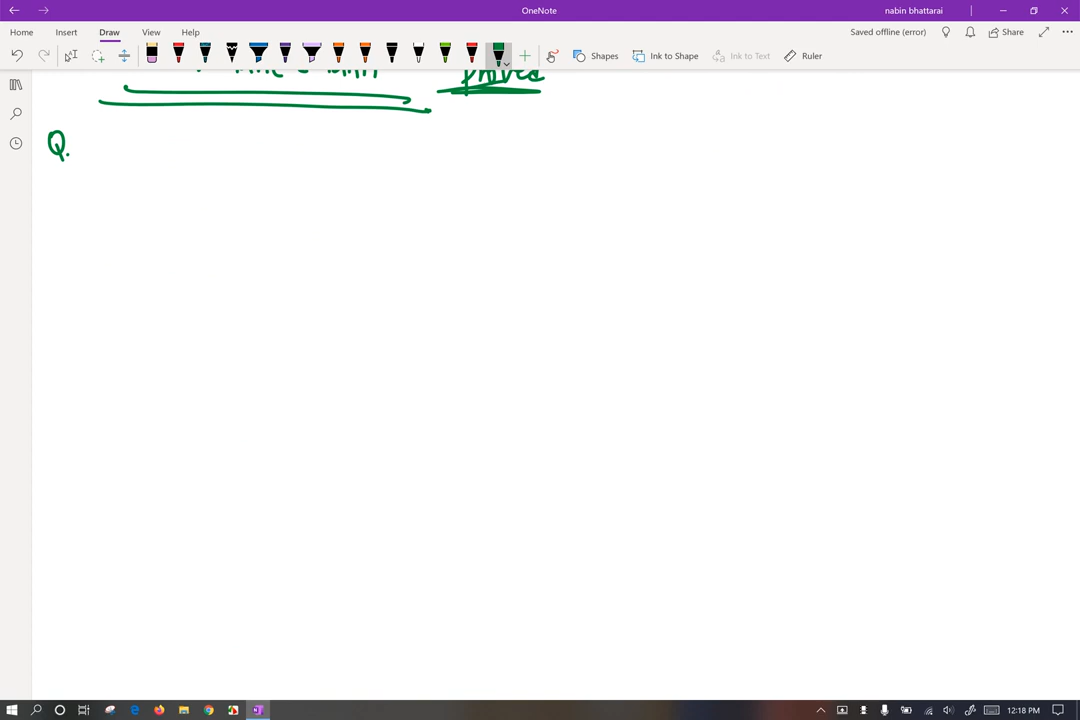 OneNote
nabin bhattarai
Home Insert Draw View Help
Saved offline (error) Share
Shapes Ink to Shape Ink to Text Ruler
proved
Q.
12:18 PM